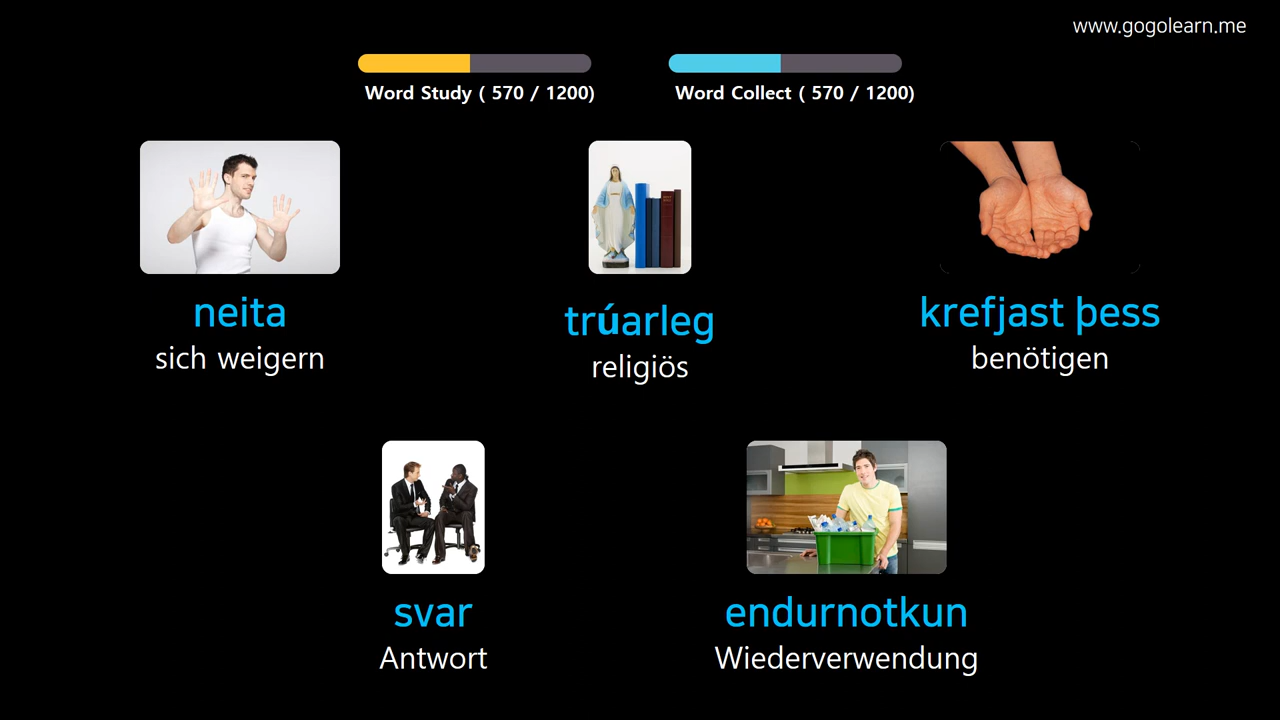 www.gogolearn.me
Word Study ( 570 / 1200)
Word Collect ( 570 / 1200)
neita
sich weigern
trúarleg
religiös
krefjast þess
benötigen
svar
Antwort
endurnotkun
Wiederverwendung